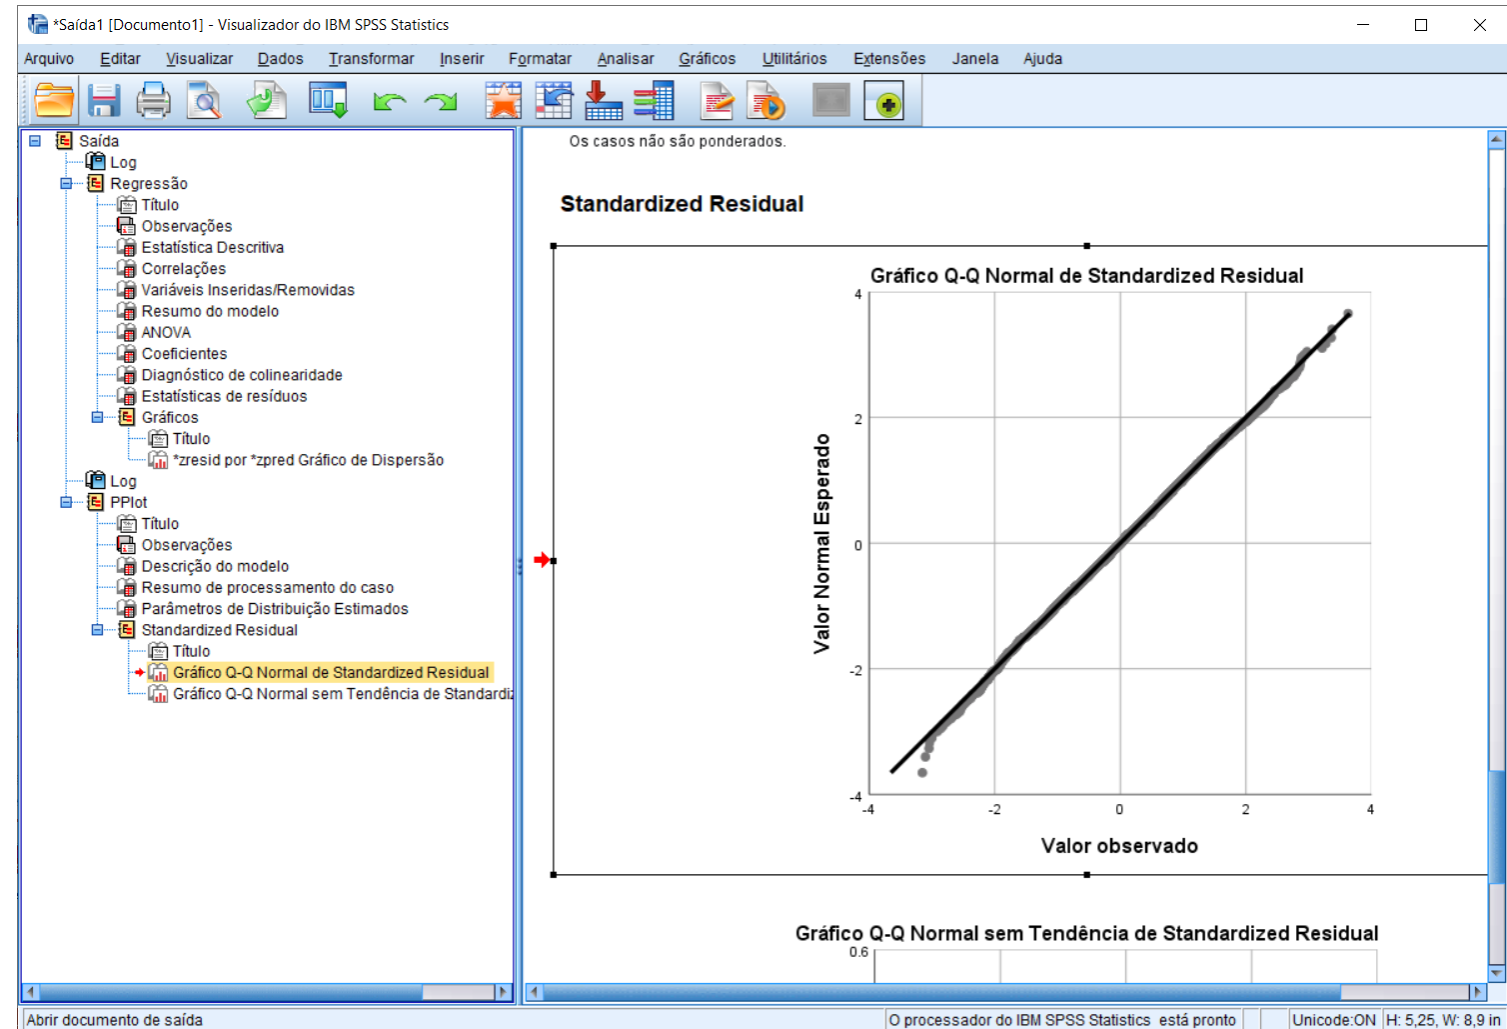 *Saída1 [Documento1] - Visualizador do IBM SPSS Statistics
Arquivo Editar Visualizar Dados Transformar Inserir Formatar Analisar Gráficos Utilitários Extensões Janela Ajuda
Saída
Log
Regressão
Título
Observações
Estatística Descritiva
Correlações
Variáveis Inseridas/Removidas
Resumo do modelo
ANOVA
Coeficientes
Diagnóstico de colinearidade
Estatísticas de resíduos
Gráficos
Título
*zresid por *zpred Gráfico de Dispersão
Log
PPlot
Título
Observações
Descrição do modelo
Resumo de processamento do caso
Parâmetros de Distribuição Estimados
Standardized Residual
Título
Gráfico Q-Q Normal de Standardized Residual
Gráfico Q-Q Normal sem Tendência de Standardiz
Os casos não são ponderados.
Standardized Residual
Gráfico Q-Q Normal de Standardized Residual
Valor Normal Esperado
4
2
0
-2
-4
-4 -2 0 2 4
Valor observado
Gráfico Q-Q Normal sem Tendência de Standardized Residual
0.6
Abrir documento de saída
O processador do IBM SPSS Statistics está pronto
Unicode:ON H: 5,25, W: 8,9 in